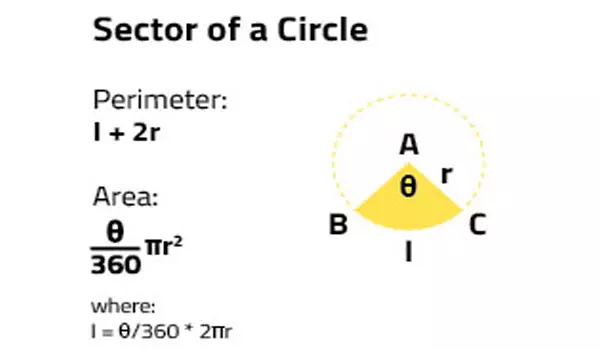 Sector of a Circle
Perimeter:
l + 2r
Area:
θ
360
πr²
where:
l = θ/360 * 2πr
A
θ
r
B
C
l